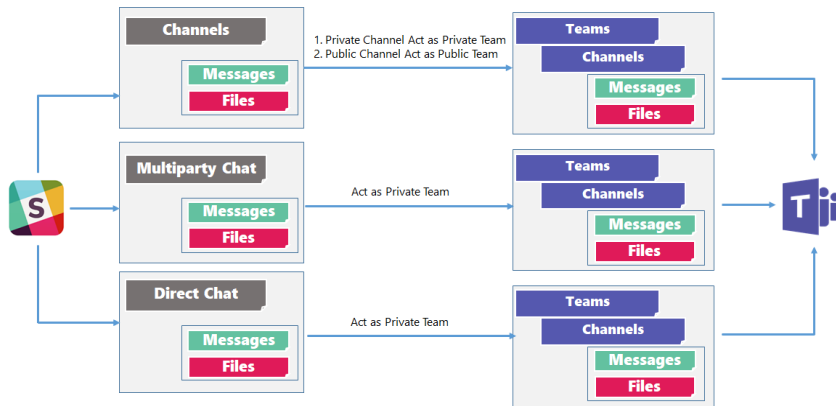 Channels
Messages
Files
1. Private Channel Act as Private Team
2. Public Channel Act as Public Team
Teams
Channels
Messages
Files
S
Multiparty Chat
Messages
Files
Act as Private Team
Teams
Channels
Messages
Files
T
Direct Chat
Messages
Files
Act as Private Team
Teams
Channels
Messages
Files